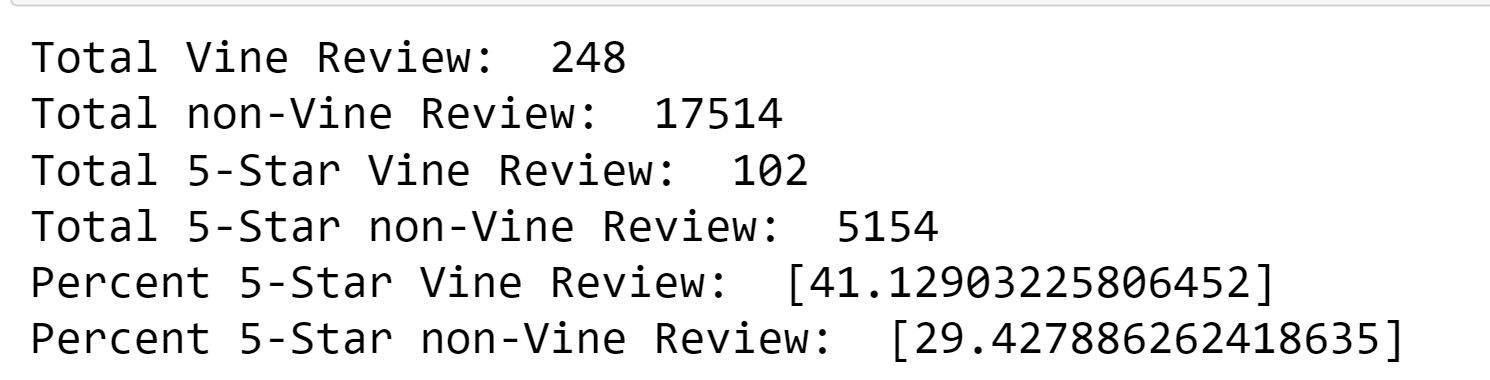 Total Vine Review:  248
Total non-Vine Review:  17514
Total 5-Star Vine Review:  102
Total 5-Star non-Vine Review:  5154
Percent 5-Star Vine Review:  [41.12903225806452]
Percent 5-Star non-Vine Review:  [29.427886262418635]